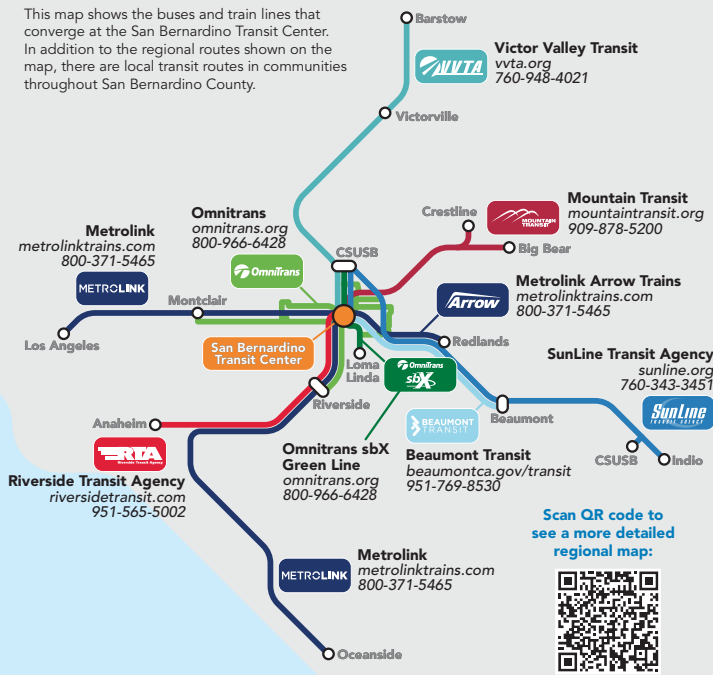 This map shows the buses and train lines that
converge at the San Bernardino Transit Center.
In addition to the regional routes shown on the
map, there are local transit routes in communities
throughout San Bernardino County.
Barstow
VVTA
Victor Valley Transit
vvta.org
760-948-4021
Victorville
Mountain Transit
mountaintransit.org
909-878-5200
MOUNTAIN
TRANSIT
Crestline
Big Bear
Omnitrans
omnitrans.org
800-966-6428
OmniTrans
CSUSB
Metrolink
metrolinktrains.com
800-371-5465
METROLINK
Montclair
Los Angeles
Metrolink Arrow Trains
metrolinktrains.com
800-371-5465
Arrow
Redlands
San Bernardino
Transit Center
Loma
Linda
OmniTrans
sbX
SunLine Transit Agency
sunline.org
760-343-3451
SunLine
TRANSIT AGENCY
Riverside
Anaheim
RTA
Riverside Transit Agency
Riverside Transit Agency
riversidetransit.com
951-565-5002
Omnitrans sbX
Green Line
omnitrans.org
800-966-6428
BEAUMONT
TRANSIT
Beaumont
Beaumont Transit
beaumontca.gov/transit
951-769-8530
CSUSB
Indio
Scan QR code to
see a more detailed
regional map:
METROLINK
Metrolink
metrolinktrains.com
800-371-5465
Oceanside